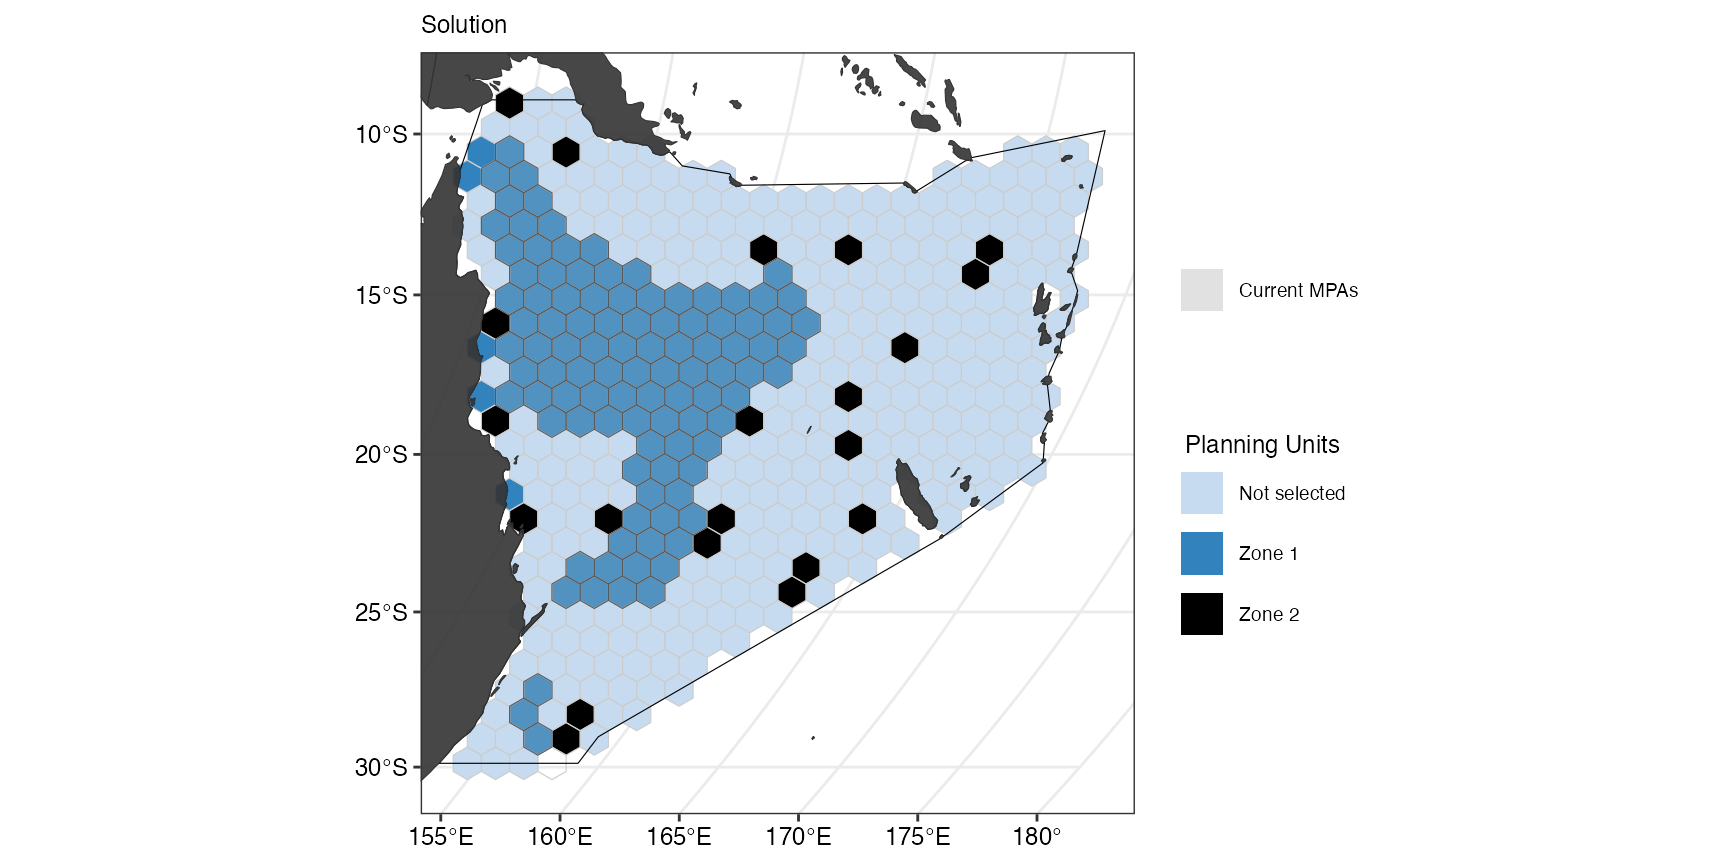 Solution
10°S
15°S
20°S
25°S
30°S
155°E 160°E 165°E 170°E 175°E 180°
Current MPAs
Planning Units
Not selected
Zone 1
Zone 2